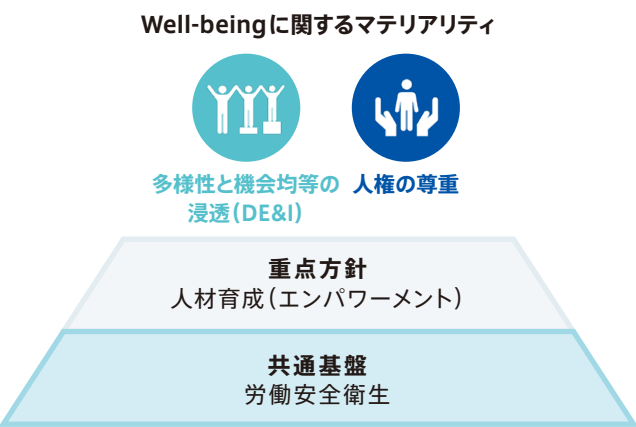 Well-beingに関するマテリアリティ
多様性と機会均等の
浸透(DE&I)
人権の尊重
重点方針
人材育成(エンパワーメント)
共通基盤
労働安全衛生